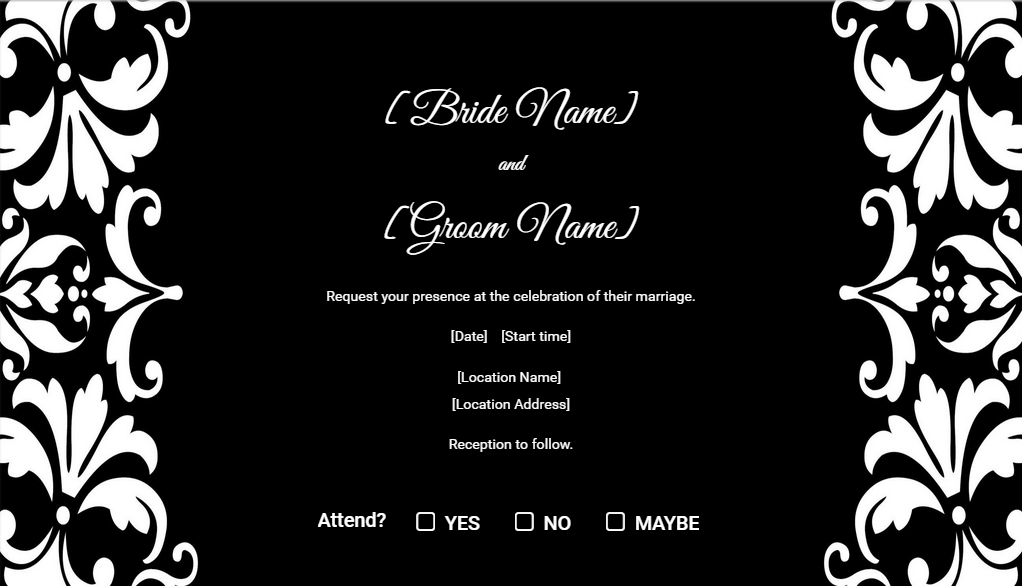 [Bride Name]
and
[Groom Name]
Request your presence at the celebration of their marriage.
[Date] [Start time]
[Location Name]
[Location Address]
Reception to follow.
Attend? YES NO MAYBE